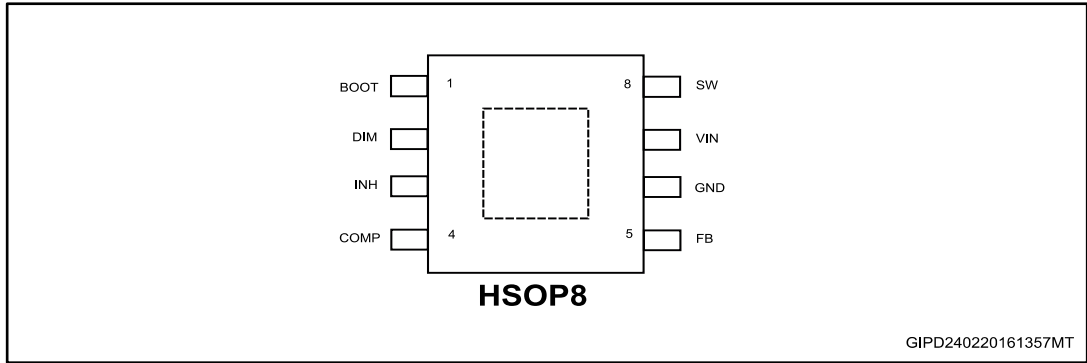 BOOT 1 8 SW
DIM VIN
INH GND
COMP 4 5 FB
HSOP8
GIPD240220161357MT